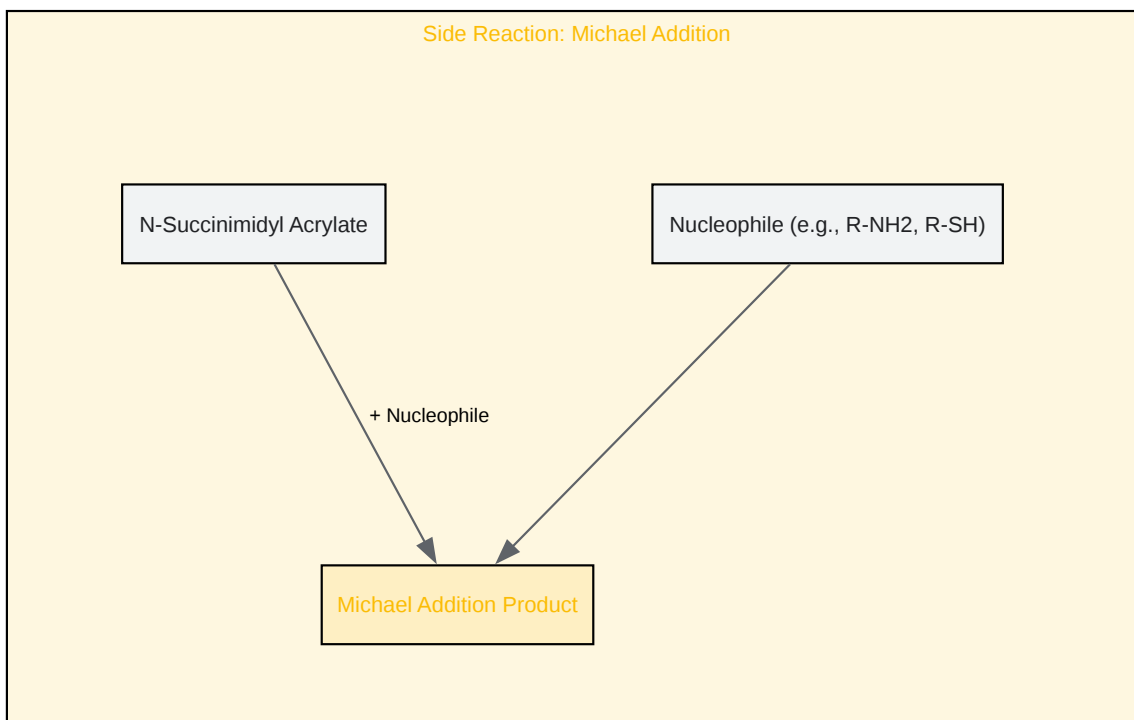 Side Reaction: Michael Addition
N-Succinimidyl Acrylate
Nucleophile (e.g., R-NH2, R-SH)
+ Nucleophile
Michael Addition Product